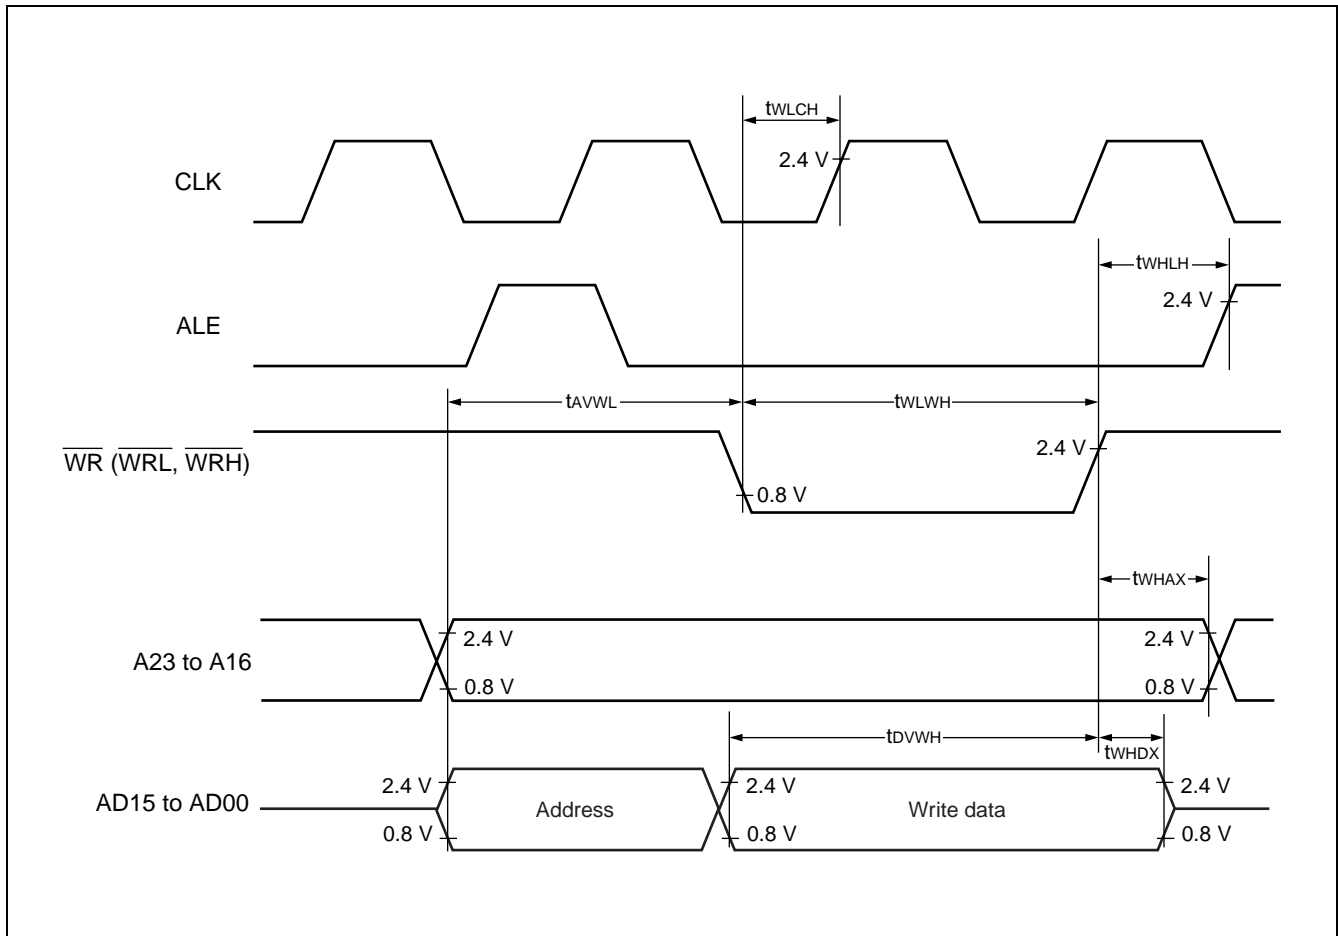 tWLCH
2.4 V
CLK
tWHLH
2.4 V
ALE
tAVWL
tWLWH
2.4 V
WR (WRL, WRH)
0.8 V
tWHAX
2.4 V
2.4 V
A23 to A16
0.8 V
0.8 V
tDVWH
tWHDX
2.4 V
2.4 V
2.4 V
AD15 to AD00
Address
Write data
0.8 V
0.8 V
0.8 V